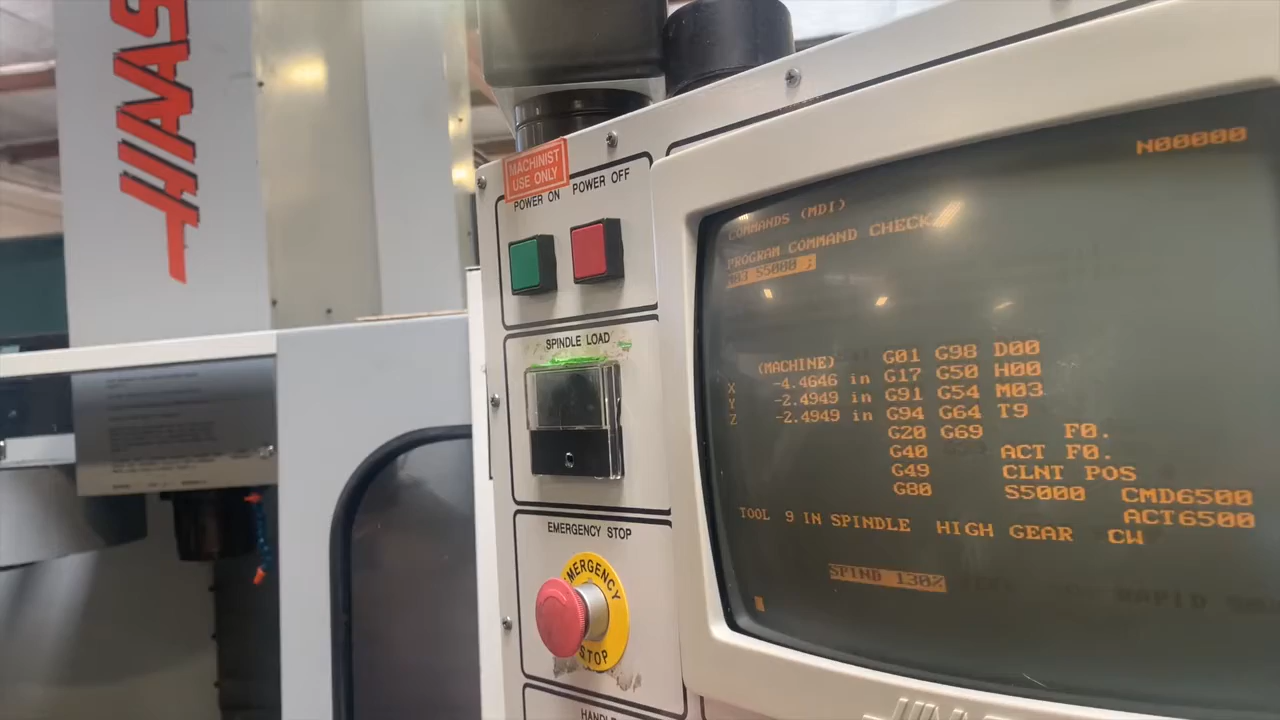 HAAS
MACHINIST
USE ONLY
POWER ON
POWER OFF
SPINDLE LOAD
EMERGENCY STOP
EMERGENCY
STOP
N00000
COMMANDS (MDI)
PROGRAM COMMAND CHECK
M03 S5000 ;
(MACHINE) G01 G98 D00
X -4.4646 in G17 G50 H00
Y -2.4949 in G91 G54 M03
Z -2.4949 in G94 G64 T9
G20 G69 F0.
G40 ACT F0.
G49 CLNT POS
G80 S5000 CMD6500
ACT6500
TOOL 9 IN SPINDLE HIGH GEAR CW
SPIND 130%
RAPID